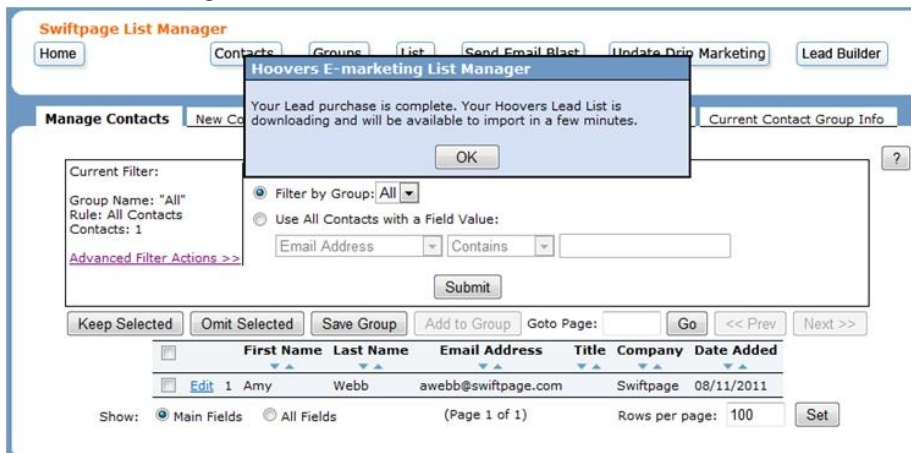 Swiftpage List Manager
Home Contacts Groups List Send Email Blast Update Drip Marketing Lead Builder
Hoovers E-marketing List Manager
Your Lead purchase is complete. Your Hoovers Lead List is
downloading and will be available to import in a few minutes.
OK
Manage Contacts New Co Current Contact Group Info
?
Current Filter:
Group Name: "All"
Rule: All Contacts
Contacts: 1
Advanced Filter Actions >>
Filter by Group: All
Use All Contacts with a Field Value:
Email Address Contains
Submit
Keep Selected Omit Selected Save Group Add to Group Goto Page: Go << Prev Next >>
First Name Last Name Email Address Title Company Date Added
Edit 1 Amy Webb awebb@swiftpage.com Swiftpage 08/11/2011
Show: Main Fields All Fields (Page 1 of 1) Rows per page: 100 Set